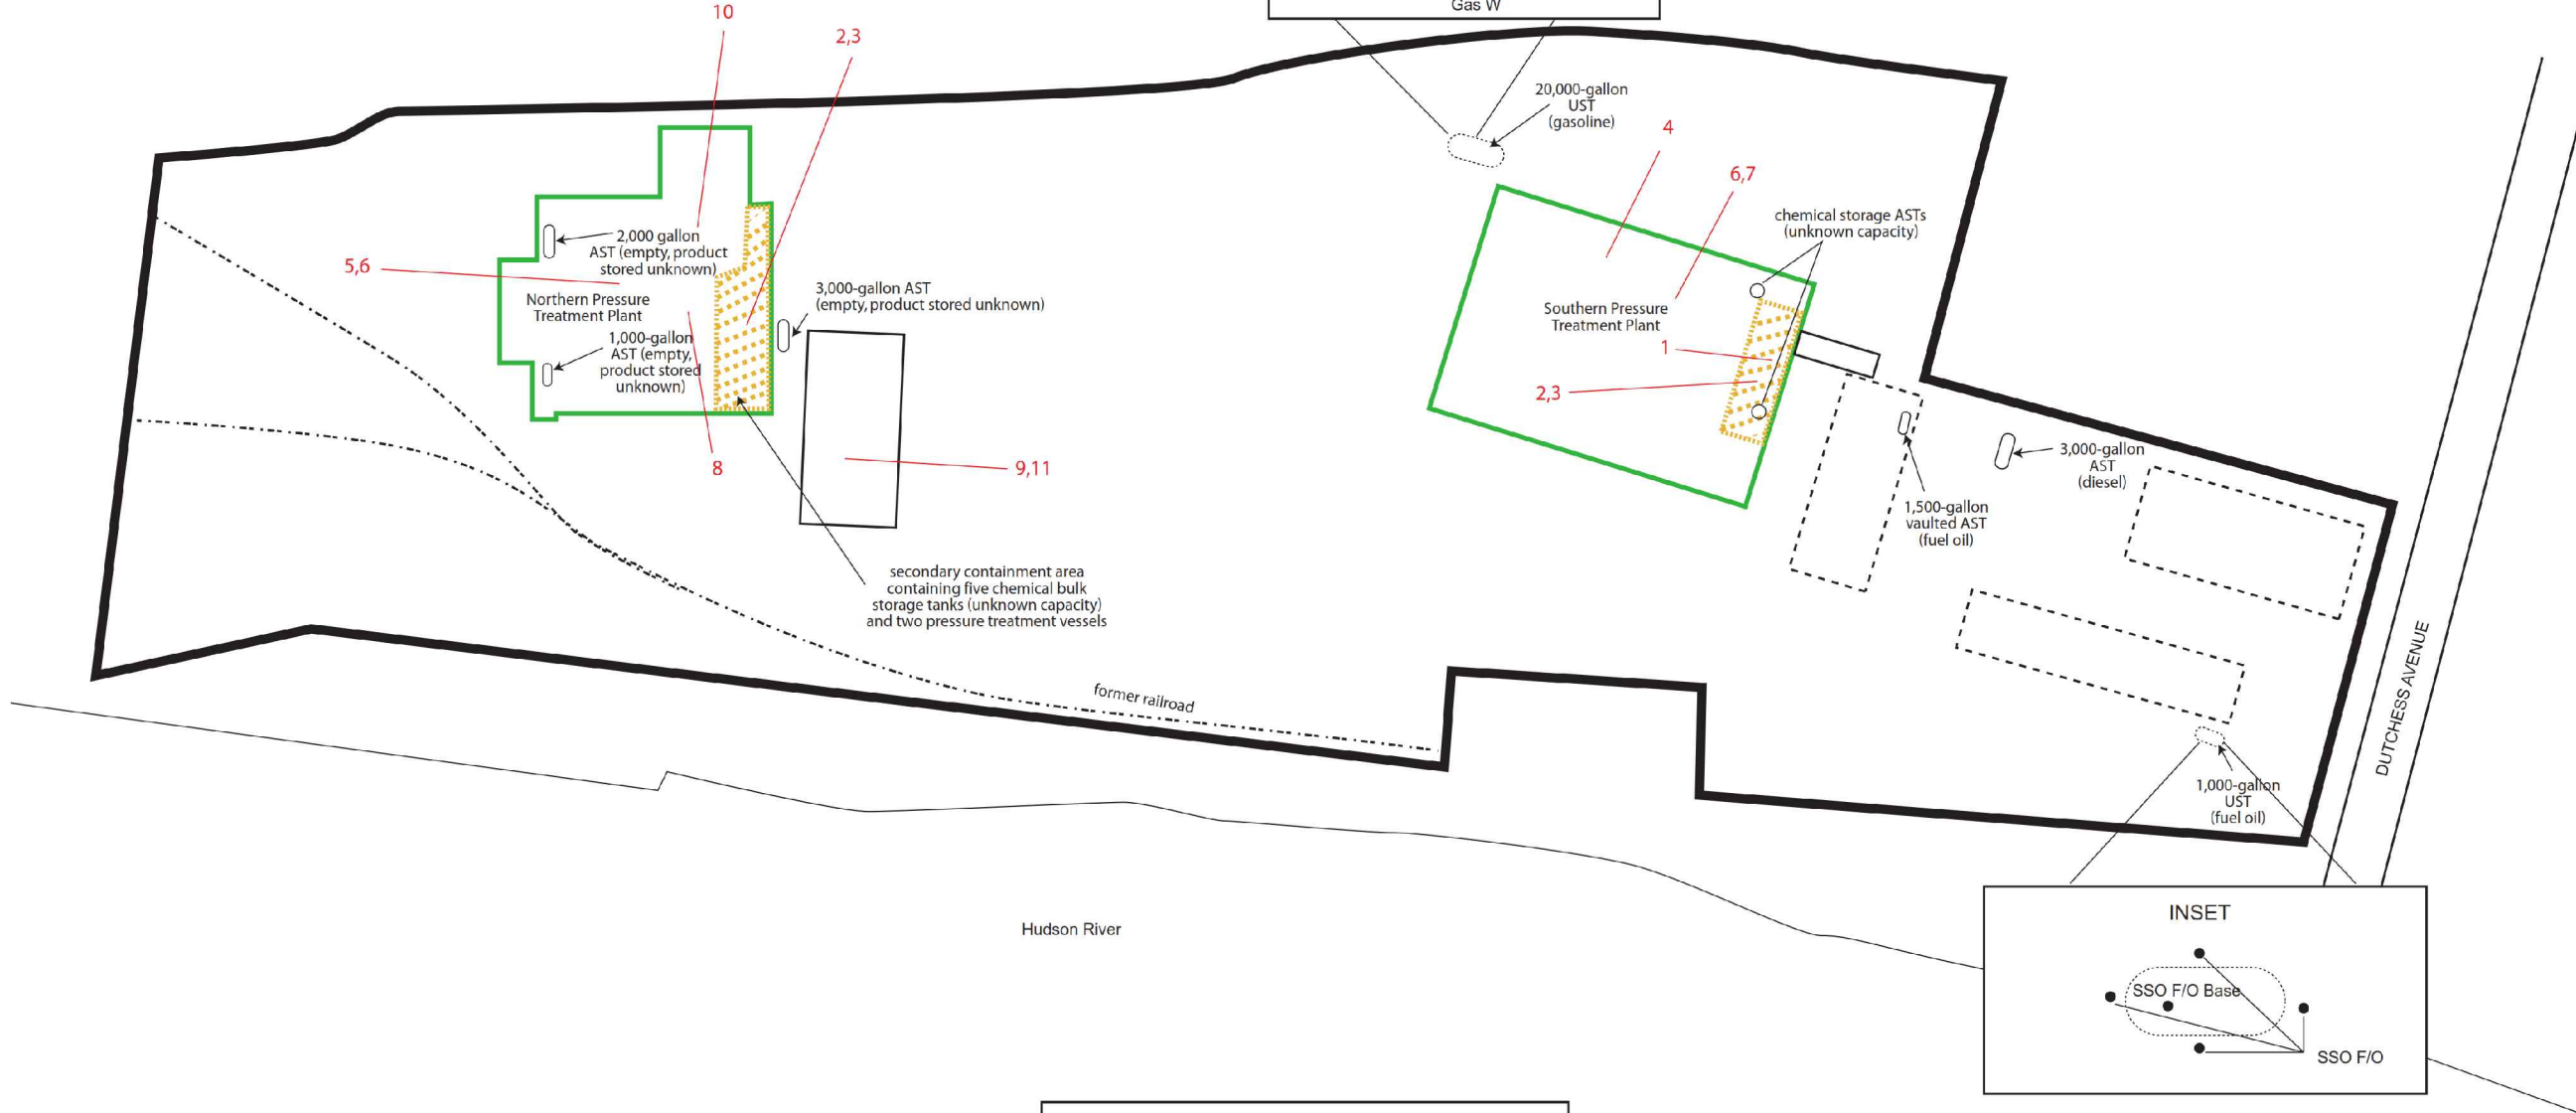 Gas W
10
2,3
20,000-gallon
UST
(gasoline)
4
6,7
chemical storage ASTs
(unknown capacity)
2,000 gallon
AST (empty, product
stored unknown)
5,6
Northern Pressure
Treatment Plant
3,000-gallon AST
(empty, product stored unknown)
1,000-gallon
AST (empty,
product stored
unknown)
Southern Pressure
Treatment Plant
1
2,3
8
9,11
3,000-gallon
AST
(diesel)
1,500-gallon
vaulted AST
(fuel oil)
secondary containment area
containing five chemical bulk
storage tanks (unknown capacity)
and two pressure treatment vessels
former railroad
DUTCHESS AVENUE
1,000-gallon
UST
(fuel oil)
Hudson River
INSET
SSO F/O Base
SSO F/O